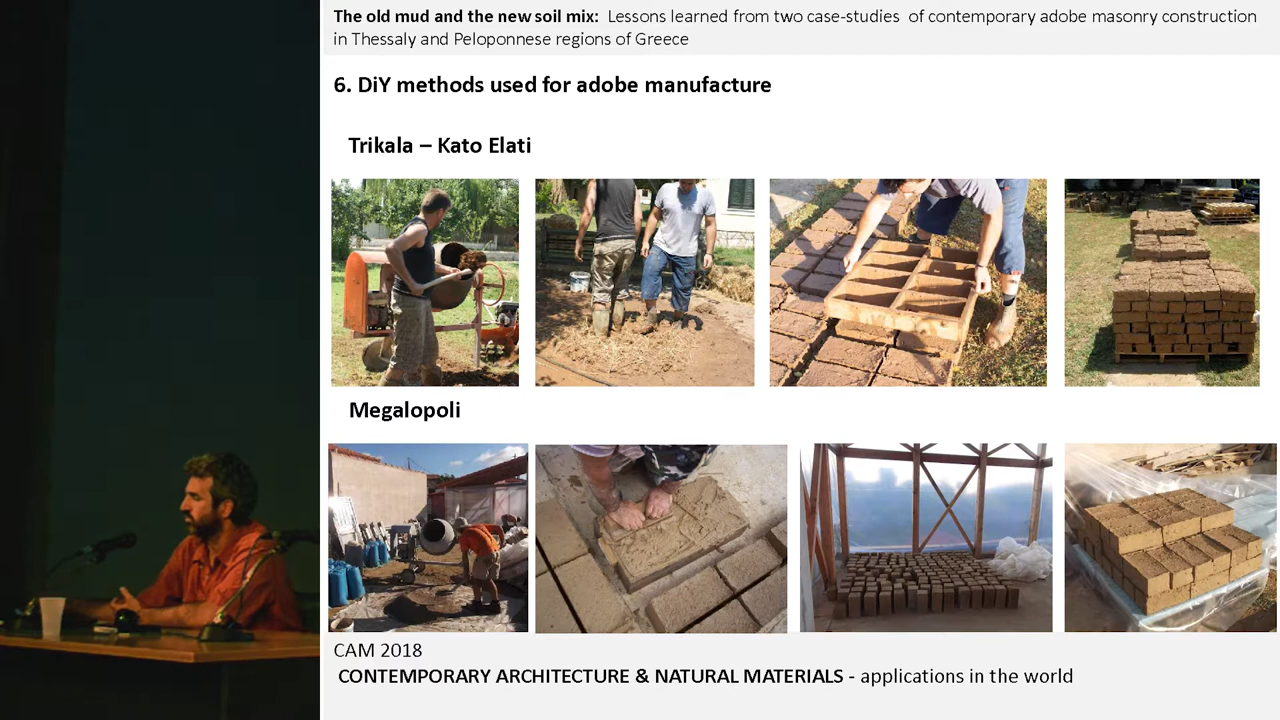 The old mud and the new soil mix: Lessons learned from two case-studies of contemporary adobe masonry construction
in Thessaly and Peloponnese regions of Greece
6. DiY methods used for adobe manufacture
Trikala – Kato Elati
Megalopoli
CAM 2018
CONTEMPORARY ARCHITECTURE & NATURAL MATERIALS - applications in the world